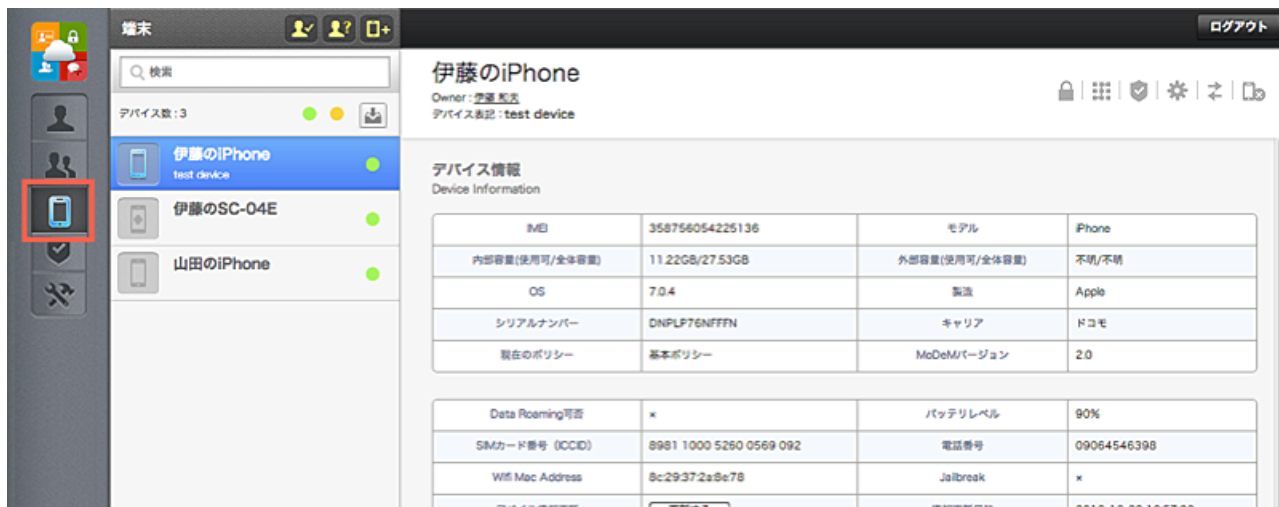 端末
ログアウト
検索
デバイス数:3
伊藤のiPhone
test device
伊藤のSC-04E
山田のiPhone
伊藤のiPhone
Owner : 伊藤 和夫
デバイス表記 : test device
デバイス情報
Device Information
IMEI 358756054225136 モデル iPhone
内部容量(使用可/全体容量) 11.22GB/27.53GB 外部容量(使用可/全体容量) 不明/不明
OS 7.0.4 製造 Apple
シリアルナンバー DNPLP76NFFFN キャリア ドコモ
現在のポリシー 基本ポリシー MoDeMバージョン 2.0
Data Roaming可否 × バッテリレベル 90%
SIMカード番号 (ICCID) 8981 1000 5260 0569 092 電話番号 09064546398
Wifi Mac Address 8c:29:37:2a:8e:78 Jailbreak ×